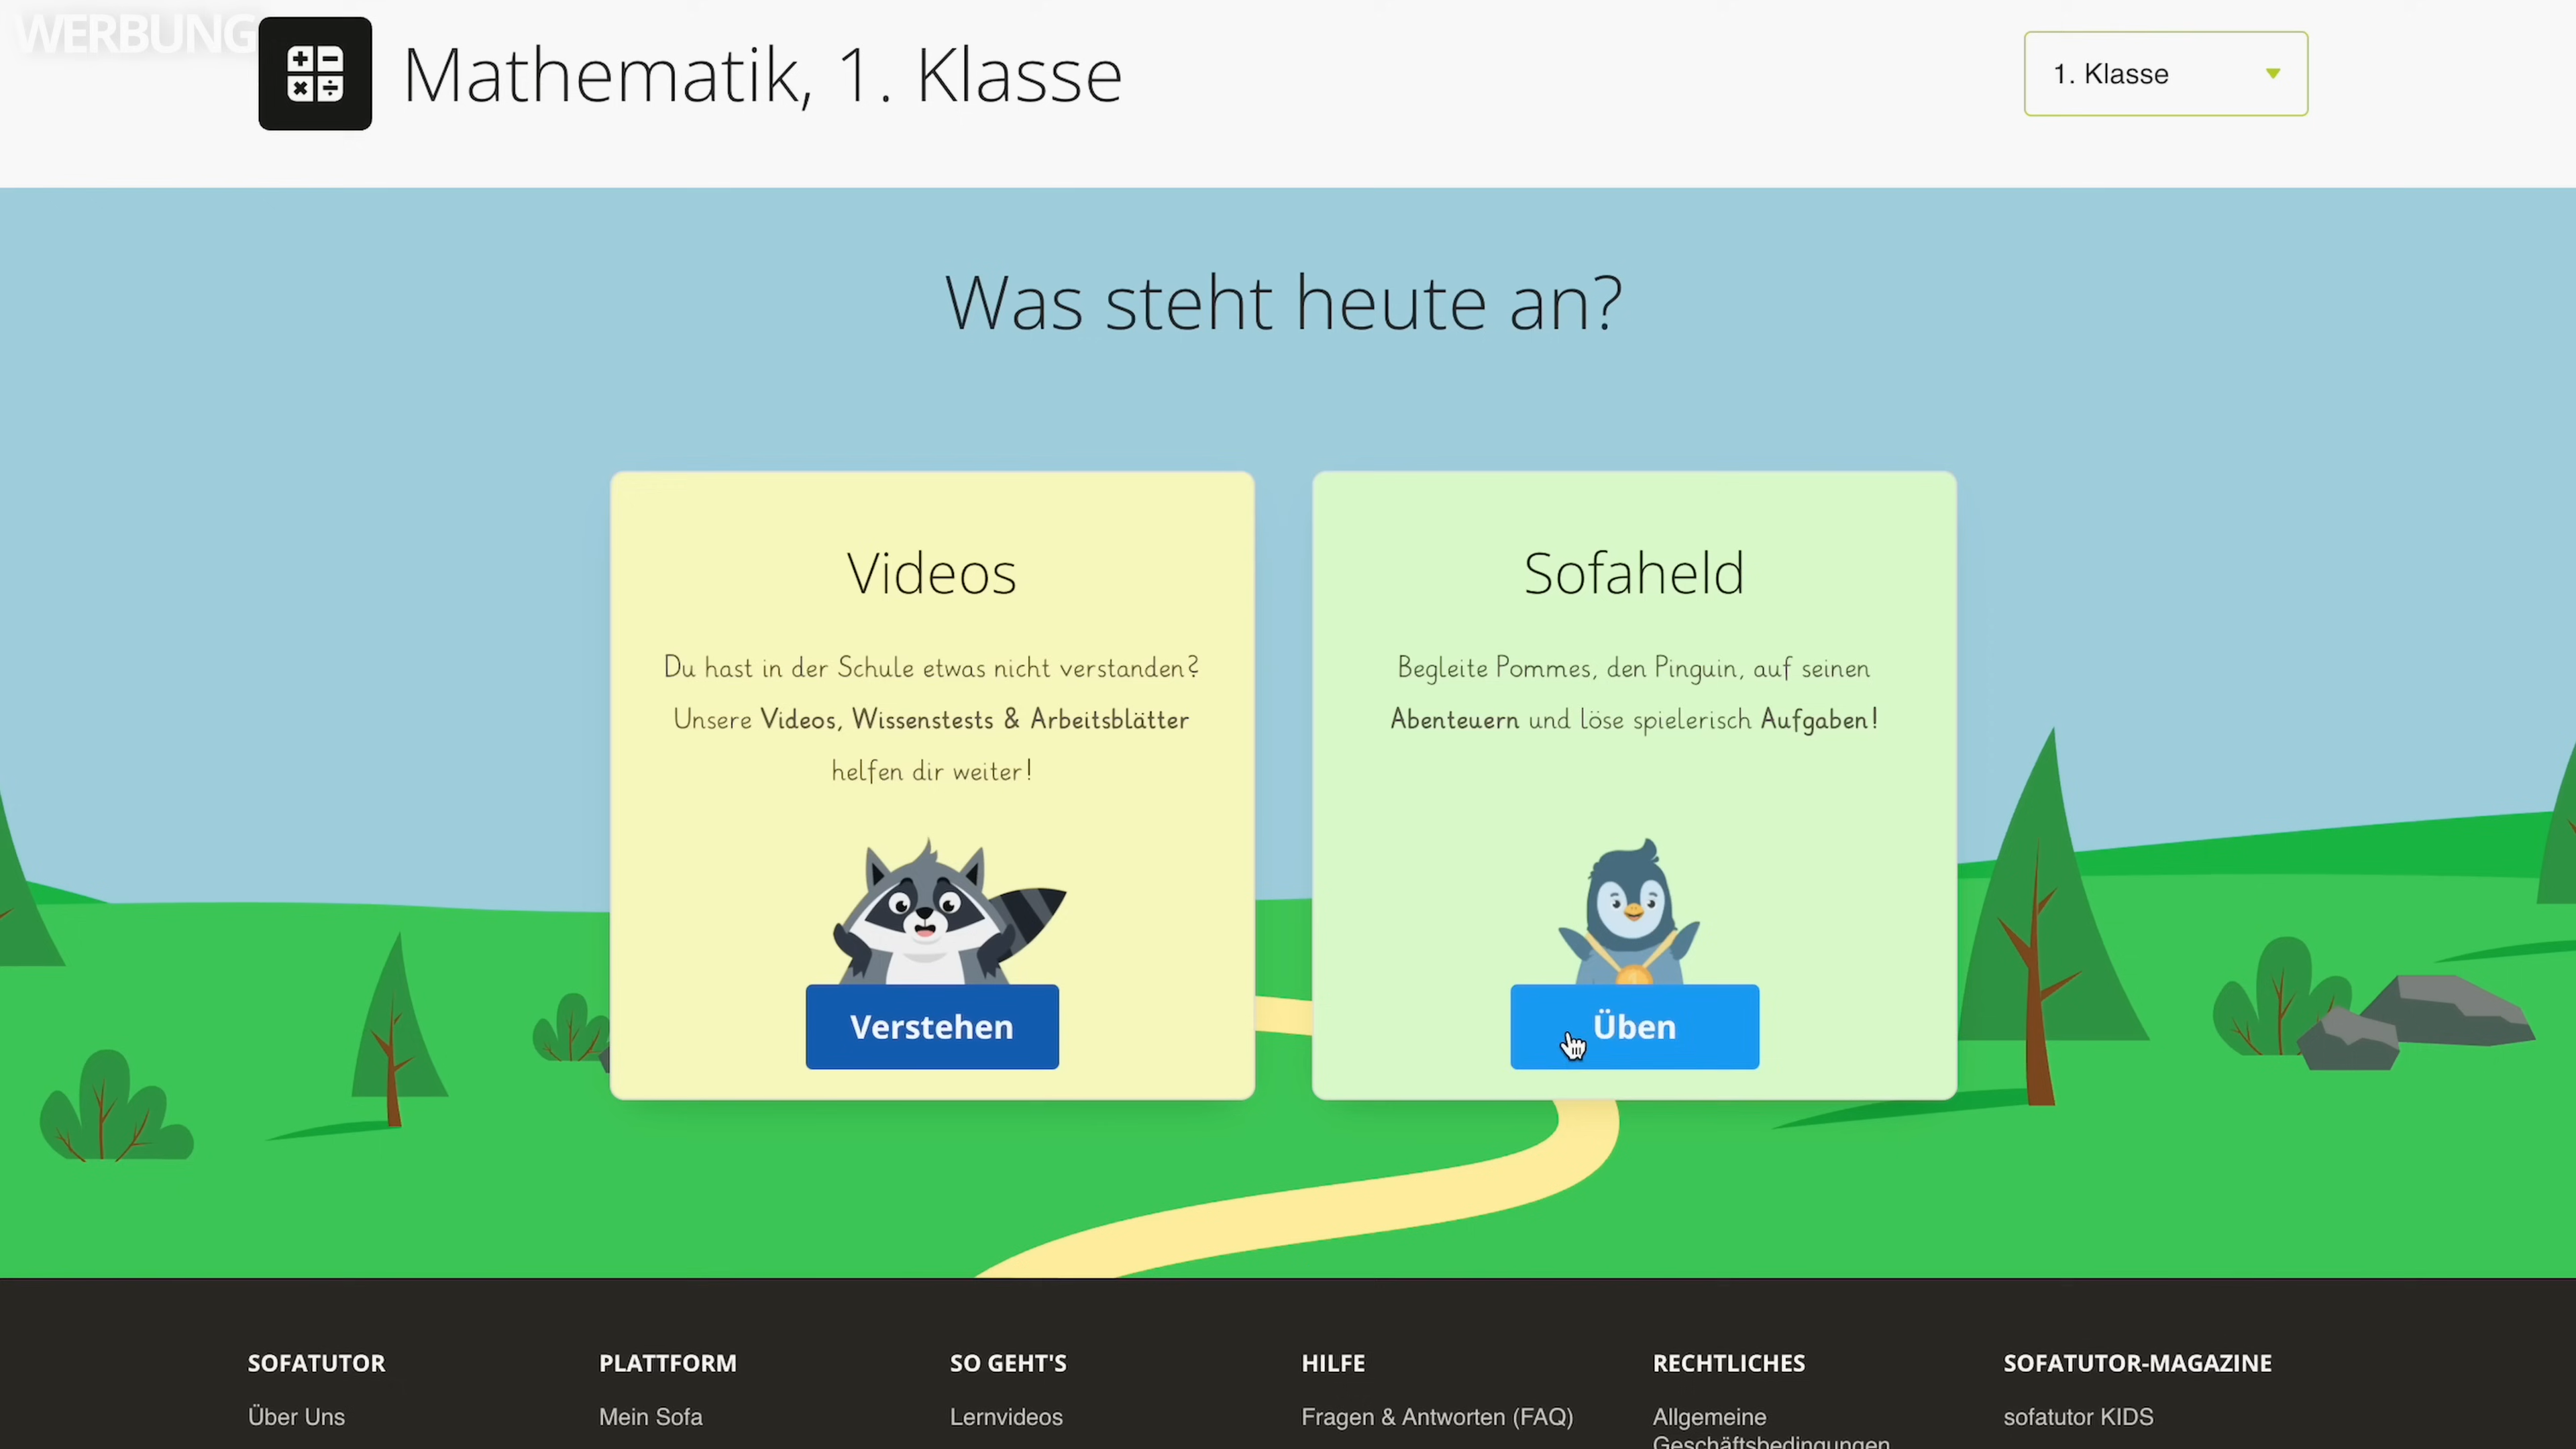 WERBUNG
Mathematik, 1. Klasse
1. Klasse
Was steht heute an?
Videos
Du hast in der Schule etwas nicht verstanden?
Unsere Videos, Wissenstests & Arbeitsblätter
helfen dir weiter!
Verstehen
Sofaheld
Begleite Pommes, den Pinguin, auf seinen
Abenteuern und löse spielerisch Aufgaben!
Üben
SOFATUTOR
Über Uns
PLATTFORM
Mein Sofa
SO GEHT'S
Lernvideos
HILFE
Fragen & Antworten (FAQ)
RECHTLICHES
Allgemeine
Geschäftsbedingungen
SOFATUTOR-MAGAZINE
sofatutor KIDS